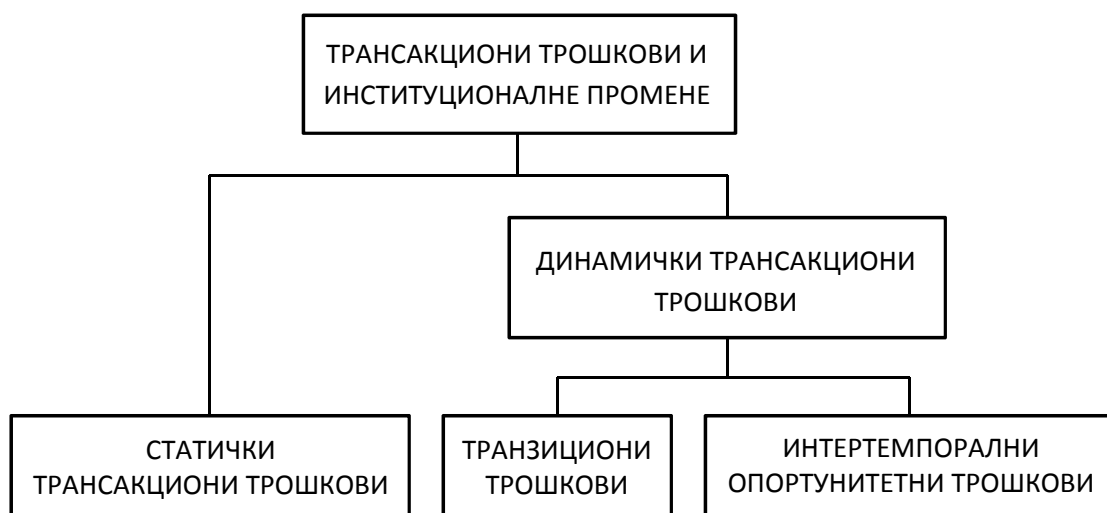 ТРАНСАКЦИОНИ ТРОШКОВИ И
ИНСТИТУЦИОНАЛНЕ ПРОМЕНЕ
ДИНАМИЧКИ ТРАНСАКЦИОНИ
ТРОШКОВИ
СТАТИЧКИ
ТРАНСАКЦИОНИ ТРОШКОВИ
ТРАНЗИЦИОНИ
ТРОШКОВИ
ИНТЕРТЕМПОРАЛНИ
ОПОРТУНИТЕТНИ ТРОШКОВИ